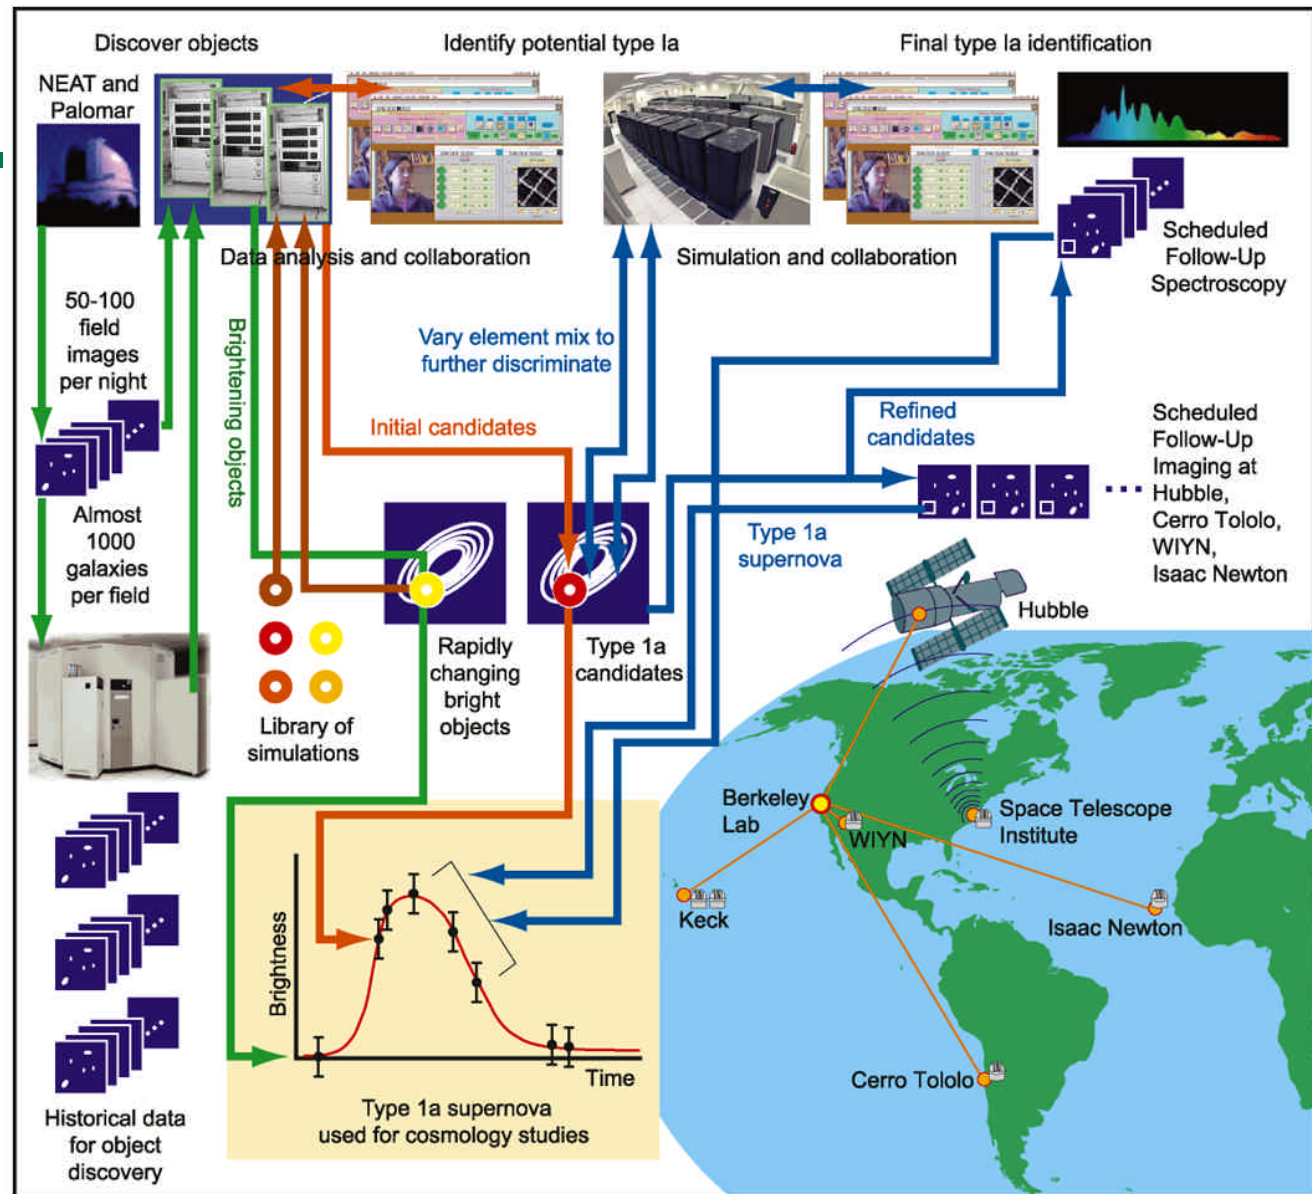 Discover objects
Identify potential type Ia
Final type Ia identification
NEAT and
Palomar
Data analysis and collaboration
Simulation and collaboration
Scheduled
Follow-Up
Spectroscopy
50-100
field
images
per night
Brightening objects
Vary element mix to
further discriminate
Initial candidates
Refined
candidates
Scheduled
Follow-Up
Imaging at
Hubble,
Cerro Tololo,
WIYN,
Isaac Newton
Almost
1000
galaxies
per field
Type 1a
supernova
Hubble
Rapidly
changing
bright
objects
Type 1a
candidates
Library of
simulations
Berkeley
Lab
WIYN
Space Telescope
Institute
Keck
Isaac Newton
Cerro Tololo
Brightness
Time
Type 1a supernova
used for cosmology studies
Historical data
for object
discovery